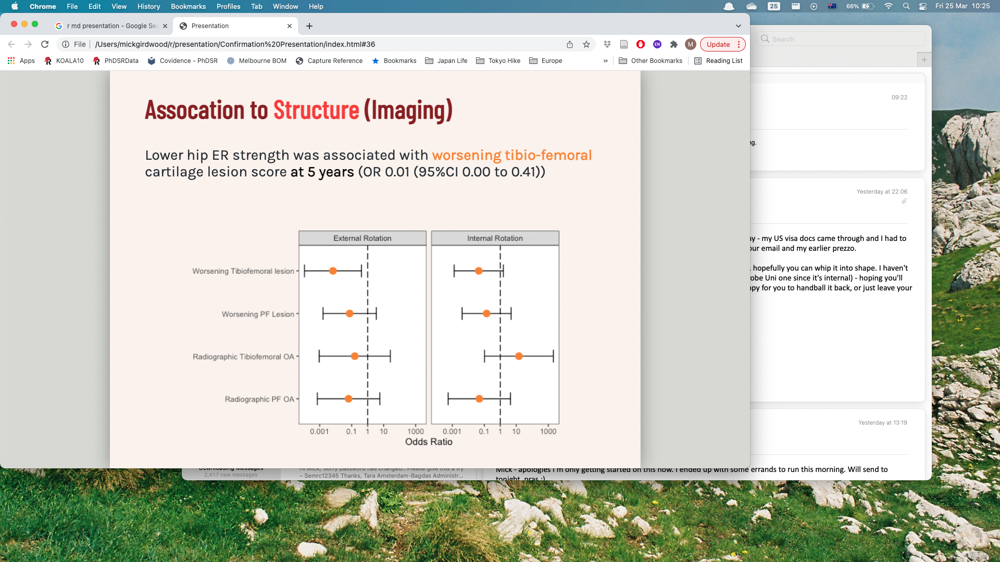 Chrome File Edit View History Bookmarks Profiles Tab Window Help 25 66% Fri 25 Mar 10:25
r md presentation - Google Sea
Presentation
File /Users/mickgirdwood/r/presentation/Confirmation%20Presentation/index.html#36 EN M Update
Apps KOALA10 PhDSRData Covidence - PhDSR Melbourne BOM Capture Reference Bookmarks Japan Life Tokyo Hike Europe » Other Bookmarks Reading List
Assocation to Structure (Imaging)
Lower hip ER strength was associated with worsening tibio-femoral
cartilage lesion score at 5 years (OR 0.01 (95%CI 0.00 to 0.41))
External Rotation Internal Rotation
Worsening Tibiofemoral lesion
Worsening PF Lesion
Radiographic Tibiofemoral OA
Radiographic PF OA
0.001 0.1 1 10 1000 0.001 0.1 1 10 1000
Odds Ratio
Search
09:22
ng.
Yesterday at 22:06
ay - my US visa docs came through and I had to
our email and my earlier prezzo.
, hopefully you can whip it into shape. I haven't
obe Uni one since it's internal) - hoping you'll
ppy for you to handball it back, or just leave your
Yesterday at 13:19
Mick - apologies I'm only getting started on this now. I ended up with some errands to run this morning. Will send to
tonight, pras :)
Downloading Messages
2,417 new messages
Hi Mick, Sorry password has changed.. Please give this a try
– Semrc12345 Thanks, Tara Amsterdam-Bagdas Administr...